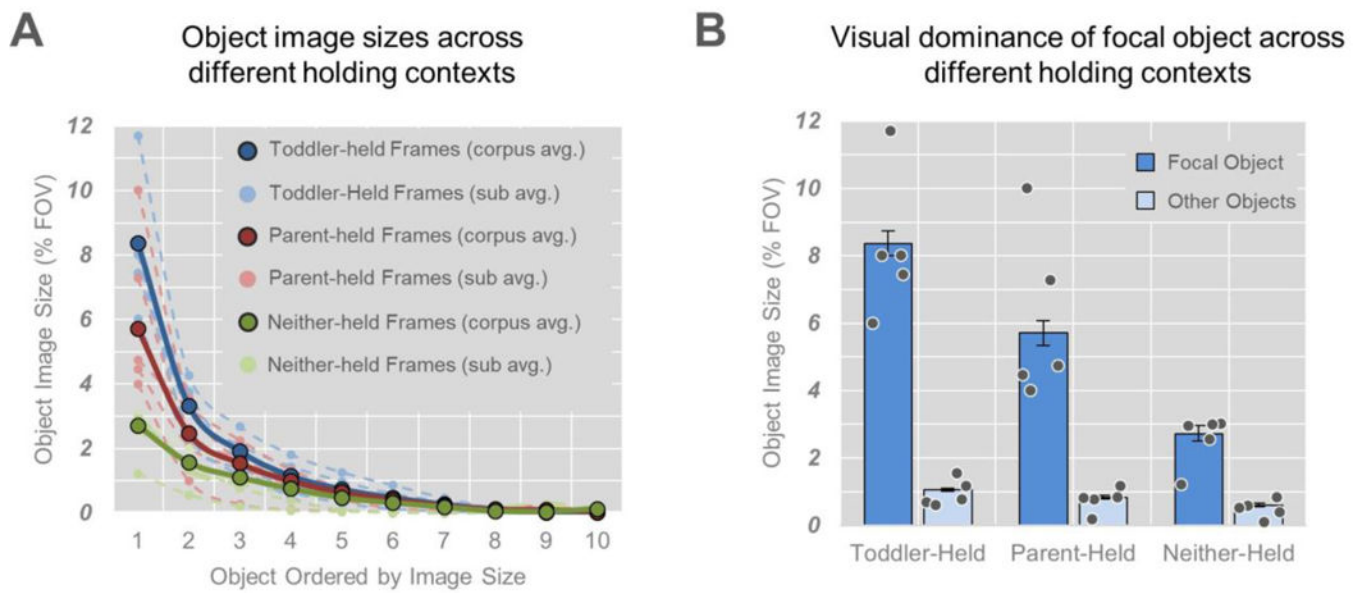 A
Object image sizes across
different holding contexts
12
10
8
6
4
2
0
Object Image Size (% FOV)
Toddler-held Frames (corpus avg.)
Toddler-Held Frames (sub avg.)
Parent-held Frames (corpus avg.)
Parent-held Frames (sub avg.)
Neither-held Frames (corpus avg.)
Neither-held Frames (sub avg.)
1 2 3 4 5 6 7 8 9 10
Object Ordered by Image Size
B
Visual dominance of focal object across
different holding contexts
12
10
8
6
4
2
0
Object Image Size (% FOV)
Focal Object
Other Objects
Toddler-Held Parent-Held Neither-Held